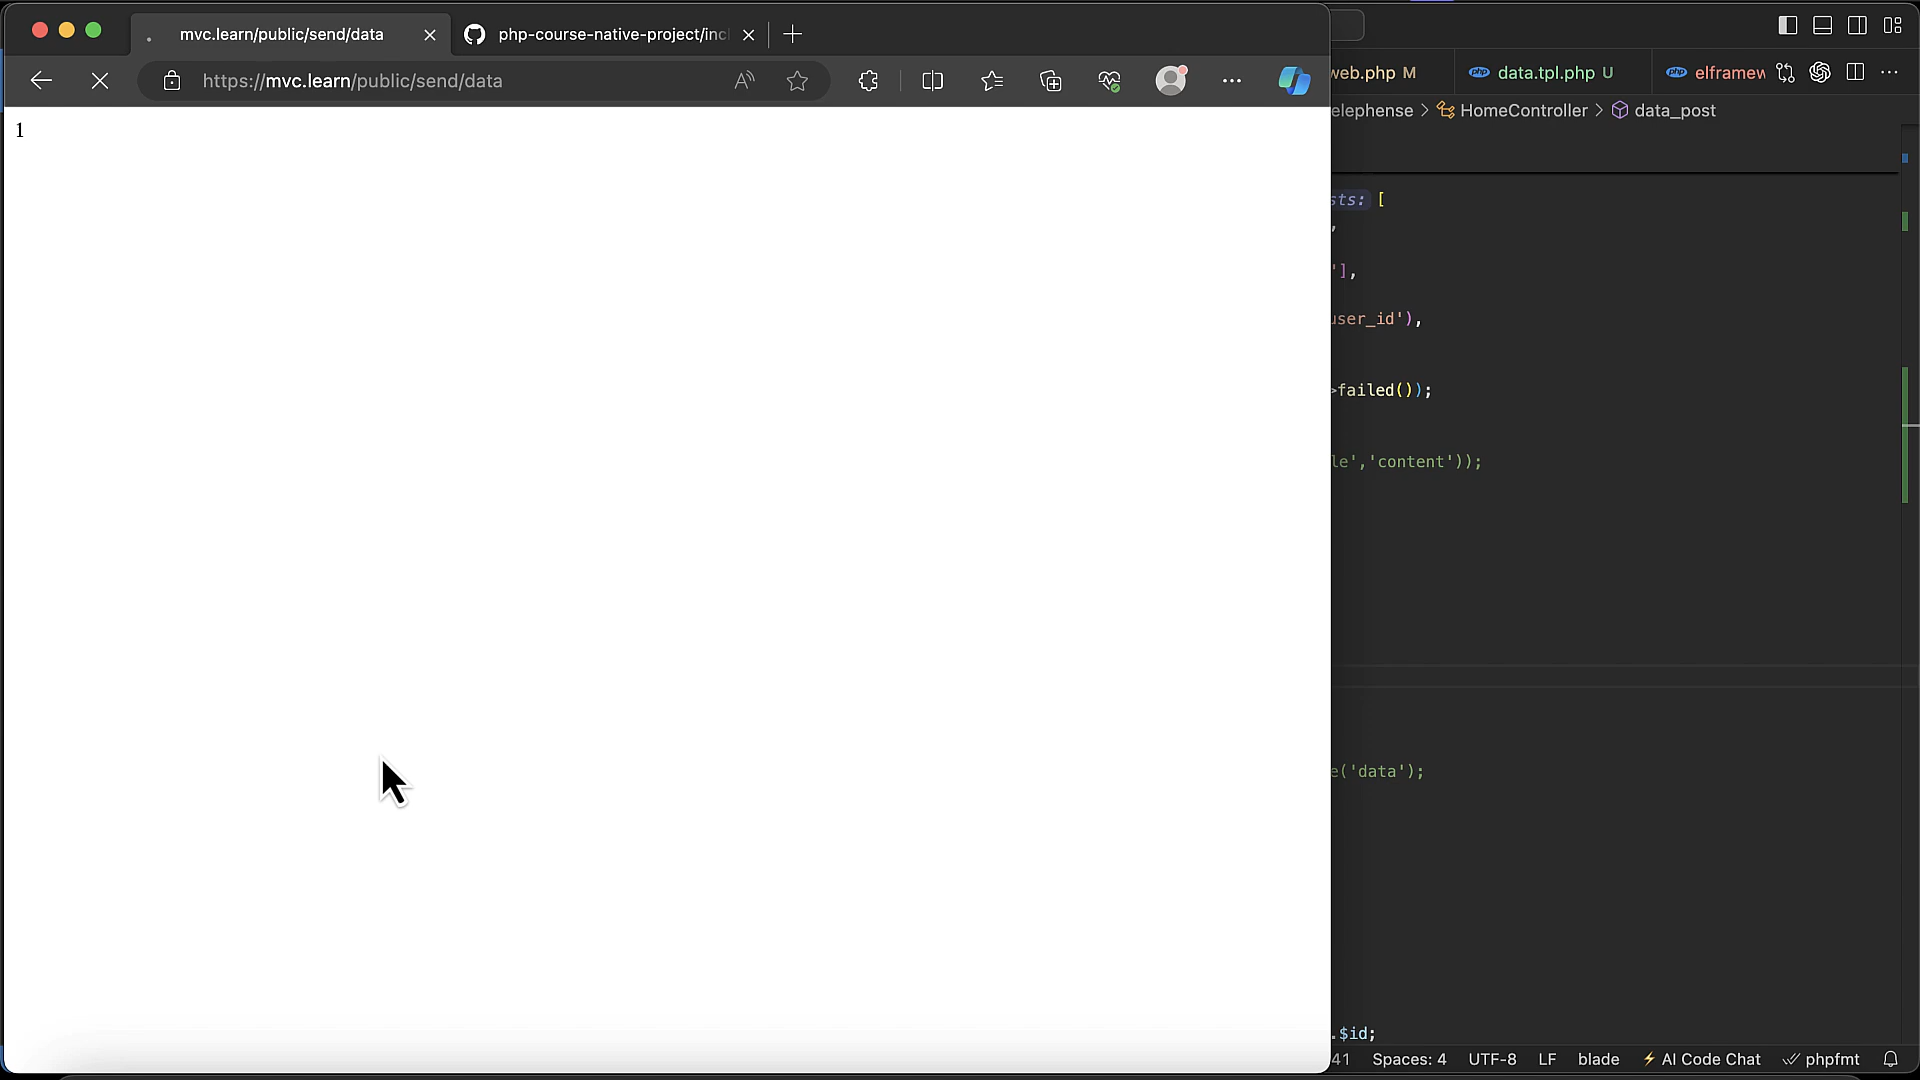 mvc.learn/public/send/data
php-course-native-project/inc
https://mvc.learn/public/send/data
1
web.php M
data.tpl.php U
elframew
elephense > HomeController > data_post
sts: [
,
'],
user_id'),
>failed());
le','content'));
e('data');
.$id;
41 Spaces: 4 UTF-8 LF blade AI Code Chat phpfmt